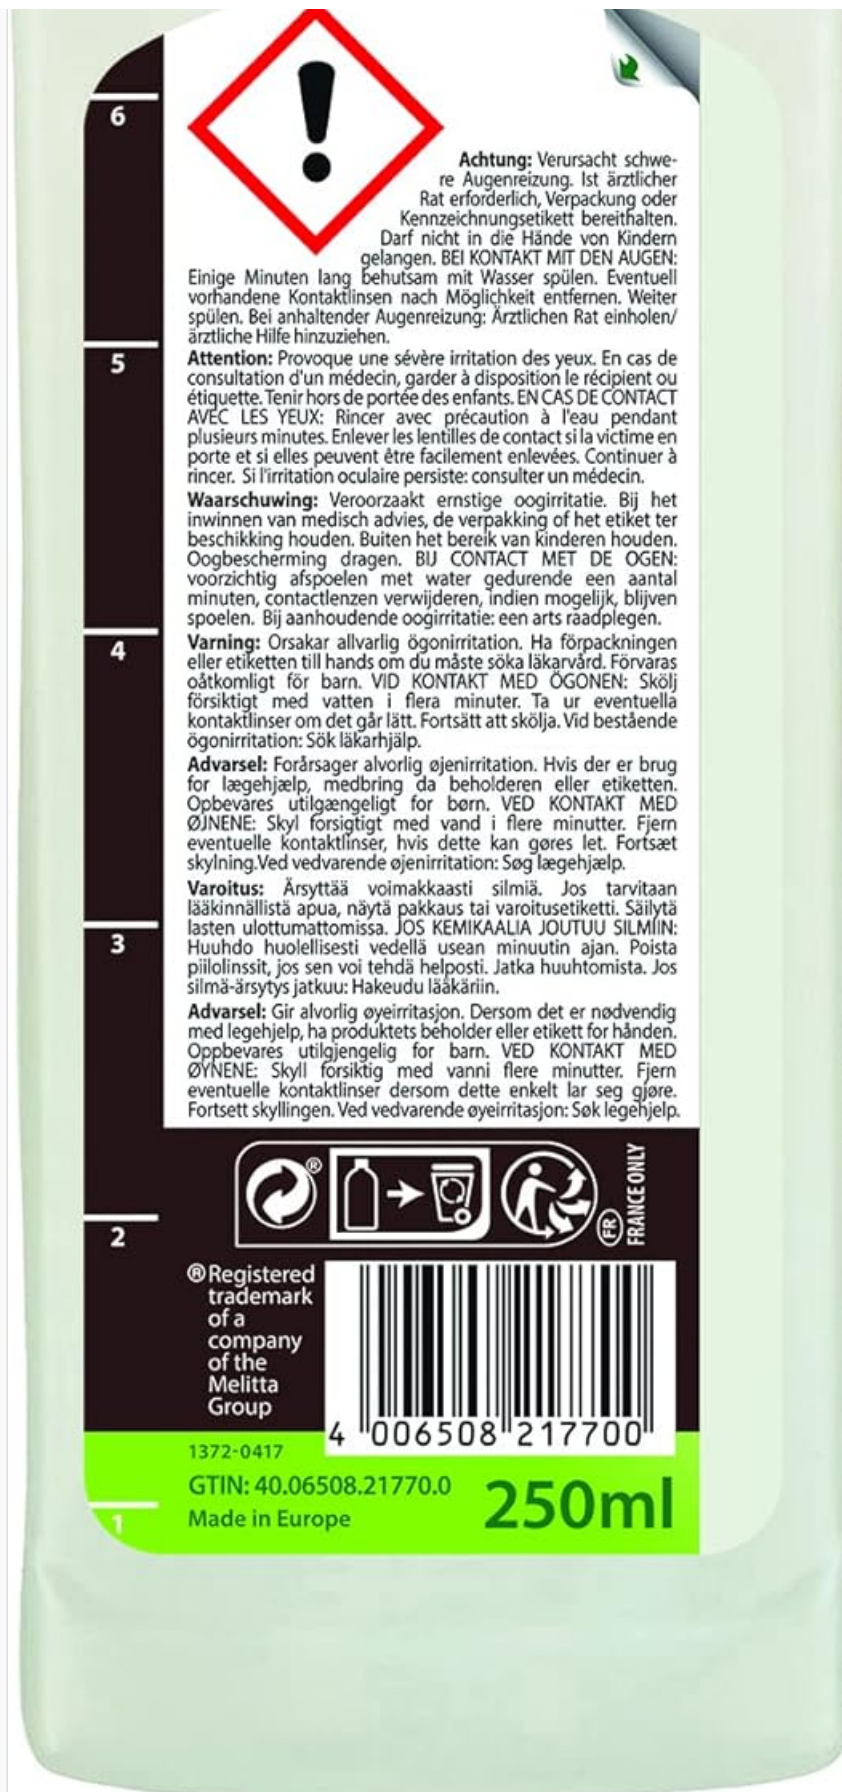 6
Achtung: Verursacht schwe-
re Augenreizung. Ist ärztlicher
Rat erforderlich, Verpackung oder
Kennzeichnungsetikett bereithalten.
Darf nicht in die Hände von Kindern
gelangen. BEI KONTAKT MIT DEN AUGEN:
Einige Minuten lang behutsam mit Wasser spülen. Eventuell
vorhandene Kontaktlinsen nach Möglichkeit entfernen. Weiter
spülen. Bei anhaltender Augenreizung: Ärztlichen Rat einholen/
ärztliche Hilfe hinzuziehen.
5
Attention: Provoque une sévère irritation des yeux. En cas de
consultation d'un médecin, garder à disposition le récipient ou
étiquette. Tenir hors de portée des enfants. EN CAS DE CONTACT
AVEC LES YEUX: Rincer avec précaution à l'eau pendant
plusieurs minutes. Enlever les lentilles de contact si la victime en
porte et si elles peuvent être facilement enlevées. Continuer à
rincer. Si l'irritation oculaire persiste: consulter un médecin.
Waarschuwing: Veroorzaakt ernstige oogirritatie. Bij het
inwinnen van medisch advies, de verpakking of het etiket ter
beschikking houden. Buiten het bereik van kinderen houden.
Oogbescherming dragen. BIJ CONTACT MET DE OGEN:
voorzichtig afspoelen met water gedurende een aantal
minuten, contactlenzen verwijderen, indien mogelijk, blijven
spoelen. Bij aanhoudende oogirritatie: een arts raadplegen.
4
Varning: Orsakar allvarlig ögonirritation. Ha förpackningen
eller etiketten till hands om du måste söka läkarvård. Förvaras
oåtkomligt för barn. VID KONTAKT MED ÖGONEN: Skölj
försiktigt med vatten i flera minuter. Ta ur eventuella
kontaktlinser om det går lätt. Fortsätt att skölja. Vid bestående
ögonirritation: Sök läkarhjälp.
Advarsel: Forårsager alvorlig øjenirritation. Hvis der er brug
for lægehjælp, medbring da beholderen eller etiketten.
Opbevares utilgængeligt for børn. VED KONTAKT MED
ØJNENE: Skyl forsigtigt med vand i flere minutter. Fjern
eventuelle kontaktlinser, hvis dette kan gøres let. Fortsæt
skylning.Ved vedvarende øjenirritation: Søg lægehjælp.
Varoitus: Ärsyttää voimakkaasti silmiä. Jos tarvitaan
lääkinnällistä apua, näytä pakkaus tai varoitusetiketti. Säilytä
lasten ulottumattomissa. JOS KEMIKAALIA JOUTUU SILMIIN:
3
Huuhdo huolellisesti vedellä usean minuutin ajan. Poista
piilolinssit, jos sen voi tehdä helposti. Jatka huuhtomista. Jos
silmä-ärsytys jatkuu: Hakeudu lääkäriin.
Advarsel: Gir alvorlig øyeirritasjon. Dersom det er nødvendig
med legehjelp, ha produktets beholder eller etikett for hånden.
Oppbevares utilgjengelig for barn. VED KONTAKT MED
ØYNENE: Skyll forsiktig med vanni flere minutter. Fjern
eventuelle kontaktlinser dersom dette enkelt lar seg gjøre.
Fortsett skyllingen. Ved vedvarende øyeirritasjon: Søk legehjelp.
®
FR
FRANCE ONLY
2
®Registered
trademark
of a
company
of the
Melitta
Group
4 006508 217700
1372-0417
GTIN: 40.06508.21770.0
Made in Europe
250ml
1